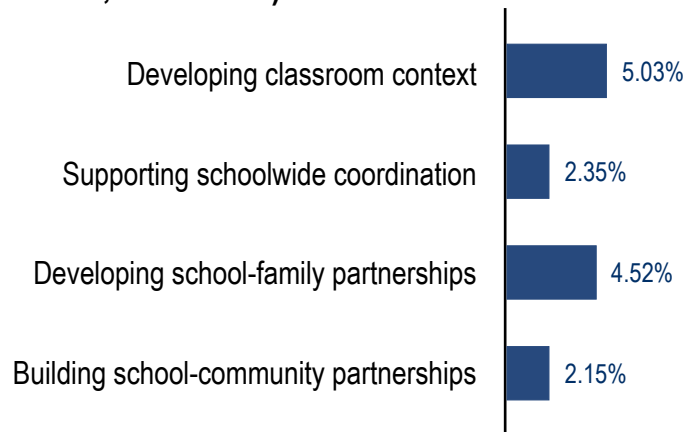 Developing classroom context 5.03%
Supporting schoolwide coordination 2.35%
Developing school-family partnerships 4.52%
Building school-community partnerships 2.15%